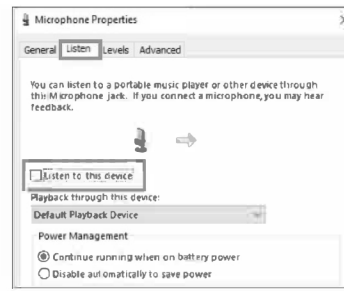 Microphone Properties
General Listen Levels Advanced
You can listen to a portable music player or other device through
this Microphone jack. If you connect a microphone, you may hear
feedback.
Listen to this device
Playback through this device:
Default Playback Device
Power Management
Continue running when on battery power
Disable automatically to save power